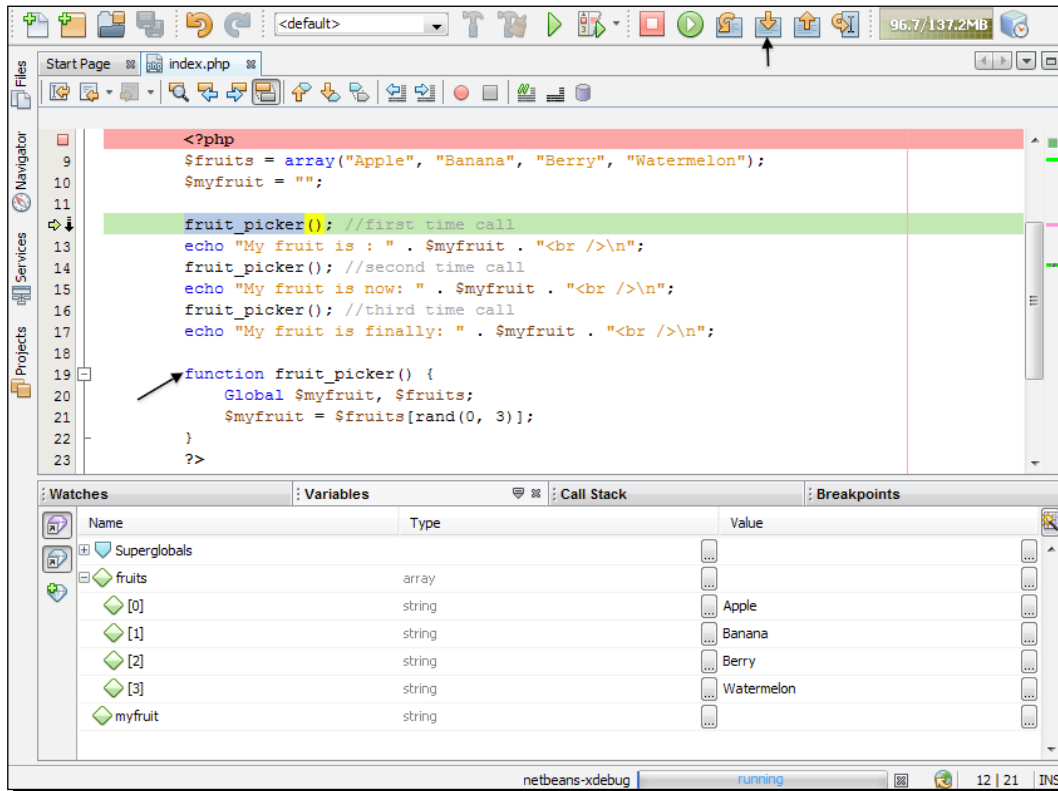 <default>
96.7/137.2MB
Start Page
index.php
Files
Navigator
Services
Projects
<?php
9 $fruits = array("Apple", "Banana", "Berry", "Watermelon");
10 $myfruit = "";
11
fruit_picker(); //first time call
13 echo "My fruit is : " . $myfruit . "<br />\n";
14 fruit_picker(); //second time call
15 echo "My fruit is now: " . $myfruit . "<br />\n";
16 fruit_picker(); //third time call
17 echo "My fruit is finally: " . $myfruit . "<br />\n";
18
19 function fruit_picker() {
20 Global $myfruit, $fruits;
21 $myfruit = $fruits[rand(0, 3)];
22 }
23 ?>
Watches Variables Call Stack Breakpoints
Name Type Value
Superglobals ... ...
fruits array ... ...
[0] string ... Apple ...
[1] string ... Banana ...
[2] string ... Berry ...
[3] string ... Watermelon ...
myfruit string ... ...
netbeans-xdebug running 12 | 21 INS